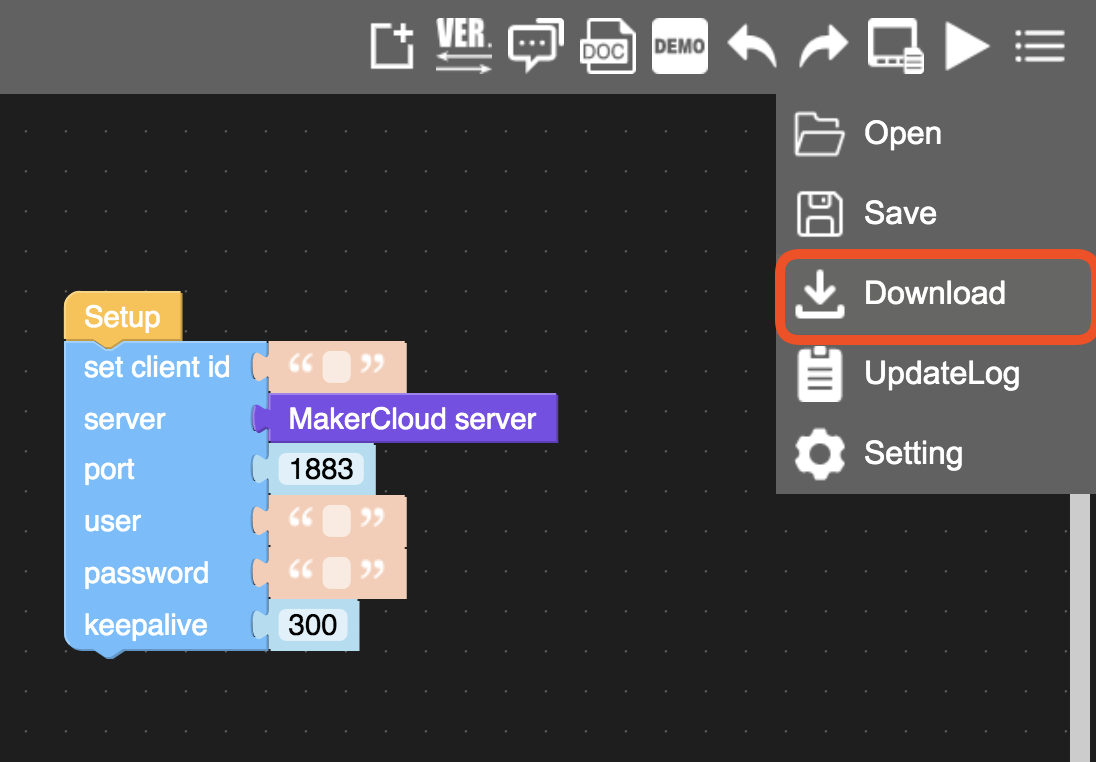 VER.
DOC
DEMO
Open
Save
Download
UpdateLog
Setting
Setup
set client id “ ”
server MakerCloud server
port 1883
user “ ”
password “ ”
keepalive 300